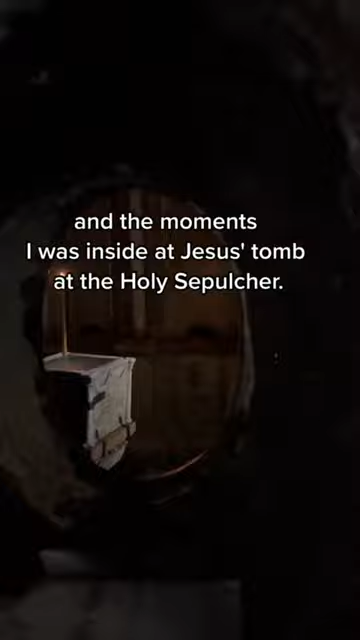 and the moments
I was inside at Jesus' tomb
at the Holy Sepulcher.